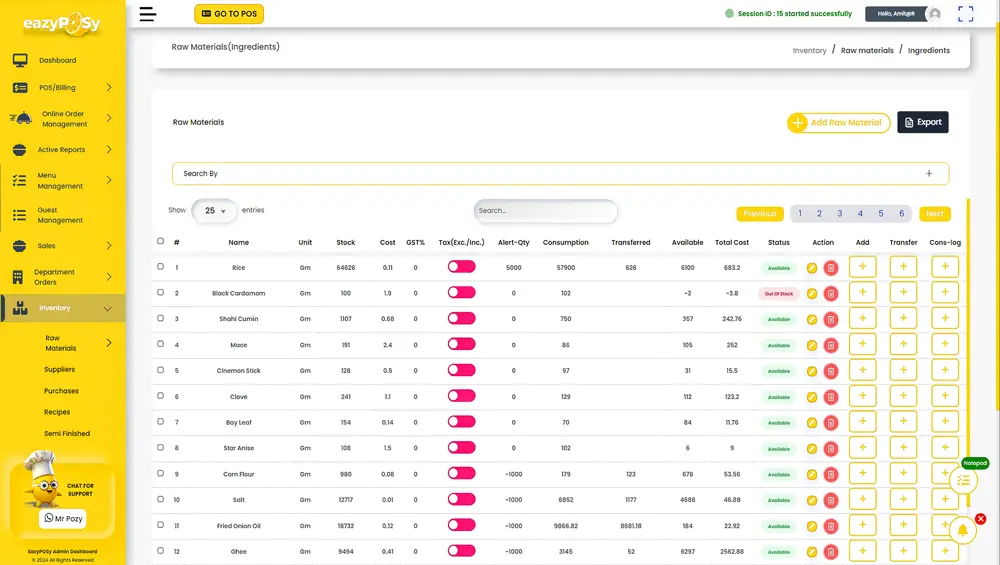 eazyPOSy
GO TO POS
Session ID : 15 started successfully
Hello, Amit@R
Dashboard
POS/Billing
Online Order
Management
Active Reports
Menu
Management
Guest
Management
Sales
Department
Orders
Inventory
Raw
Materials
Suppliers
Purchases
Recipes
Semi Finished
CHAT FOR
SUPPORT
Mr Pozy
EazyPOSy Admin Dashboard
© 2024 All Rights Reserved
Raw Materials(Ingredients)
Inventory / Raw materials / Ingredients
Raw Materials
+ Add Raw Material
Export
Search By +
Show 25 entries
Search...
Previous 1 2 3 4 5 6 Next
# Name Unit Stock Cost GST% Tax(Exc./Inc.) Alert-Qty Consumption Transferred Available Total Cost Status Action Add Transfer Cons-log
1 Rice Gm 64626 0.11 0 5000 57900 626 6100 683.2 Available + + +
2 Black Cardamom Gm 100 1.9 0 0 102 -2 -3.8 Out Of Stock + + +
3 Shahi Cumin Gm 1107 0.68 0 0 750 357 242.76 Available + + +
4 Mace Gm 191 2.4 0 0 86 105 252 Available + + +
5 Cinemon Stick Gm 128 0.5 0 0 97 31 15.5 Available + + +
6 Clove Gm 241 1.1 0 0 129 112 123.2 Available + + +
7 Bay Leaf Gm 154 0.14 0 0 70 84 11.76 Available + + +
8 Star Anise Gm 108 1.5 0 0 102 6 9 Available + + +
9 Corn Flour Gm 980 0.08 0 -1000 179 123 678 53.56 Available + + +
10 Salt Gm 12717 0.01 0 -1000 6852 1177 4688 46.88 Available + + +
11 Fried Onion Oil Gm 18732 0.12 0 -1000 9866.82 8681.18 184 22.92 Available + + +
12 Ghee Gm 9494 0.41 0 -1000 3145 52 6297 2562.88 Available + + +
Notepad